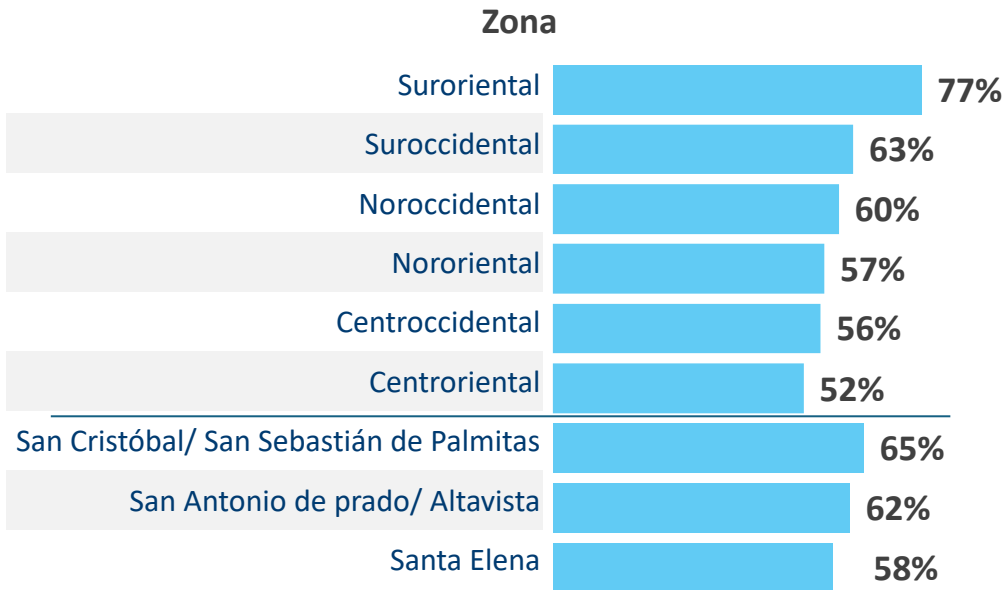 Zona
Suroriental 77%
Suroccidental 63%
Noroccidental 60%
Nororiental 57%
Centroccidental 56%
Centroriental 52%
San Cristóbal/ San Sebastián de Palmitas 65%
San Antonio de prado/ Altavista 62%
Santa Elena 58%